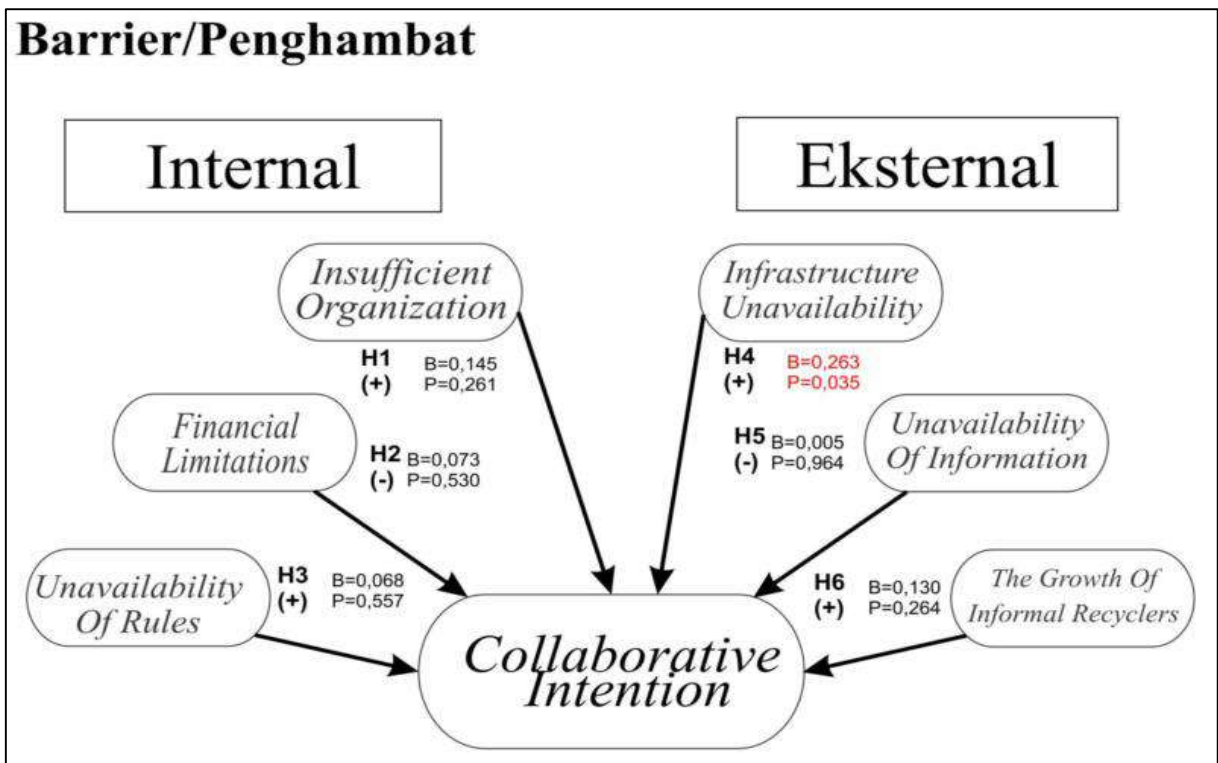 Barrier/Penghambat
Internal
Eksternal
Insufficient
Organization
Infrastructure
Unavailability
H1
(+)
B=0,145
P=0,261
H4
(+)
B=0,263
P=0,035
Financial
Limitations
H2
(-)
B=0,073
P=0,530
H5
(-)
B=0,005
P=0,964
Unavailability
Of Information
Unavailability
Of Rules
H3
(+)
B=0,068
P=0,557
H6
(+)
B=0,130
P=0,264
The Growth Of
Informal Recyclers
Collaborative
Intention